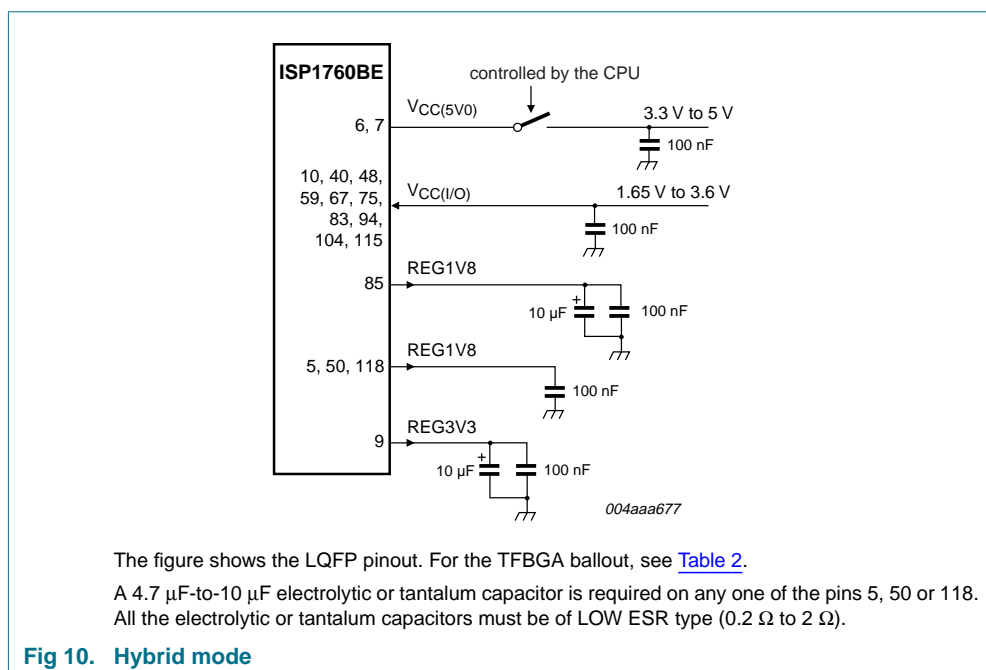 ISP1760BE
controlled by the CPU
6, 7
VCC(5V0)
3.3 V to 5 V
100 nF
10, 40, 48,
59, 67, 75,
83, 94,
104, 115
VCC(I/O)
1.65 V to 3.6 V
100 nF
85
REG1V8
+
10 µF
100 nF
5, 50, 118
REG1V8
100 nF
9
REG3V3
+
10 µF
100 nF
004aaa677
The figure shows the LQFP pinout. For the TFBGA ballout, see Table 2.
A 4.7 µF-to-10 µF electrolytic or tantalum capacitor is required on any one of the pins 5, 50 or 118.
All the electrolytic or tantalum capacitors must be of LOW ESR type (0.2 Ω to 2 Ω).
Fig 10. Hybrid mode